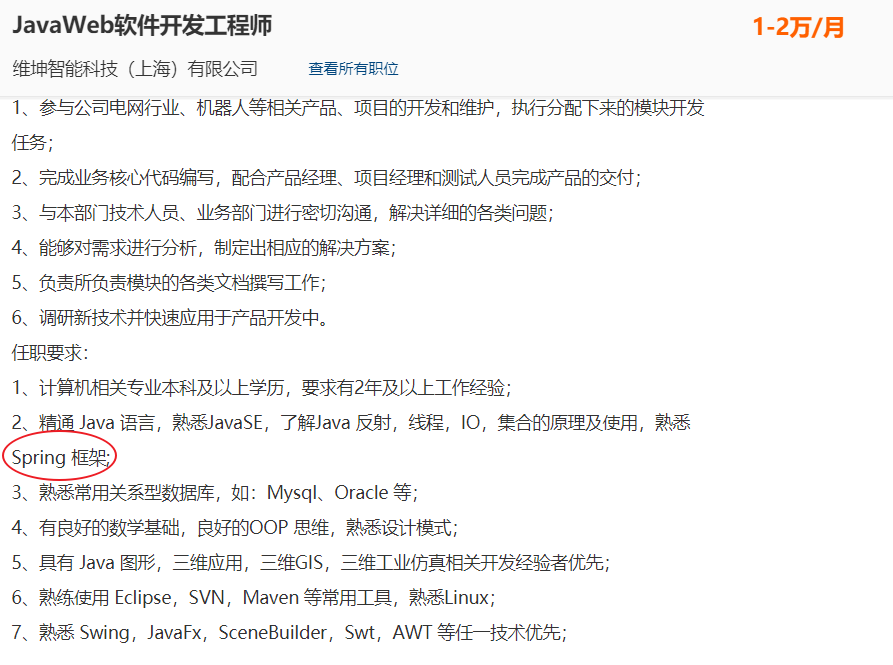 JavaWeb软件开发工程师
1-2万/月
维坤智能科技（上海）有限公司
查看所有职位
1、参与公司电网行业、机器人等相关产品、项目的开发和维护，执行分配下来的模块开发
任务；
2、完成业务核心代码编写，配合产品经理、项目经理和测试人员完成产品的交付；
3、与本部门技术人员、业务部门进行密切沟通，解决详细的各类问题；
4、能够对需求进行分析，制定出相应的解决方案；
5、负责所负责模块的各类文档撰写工作；
6、调研新技术并快速应用于产品开发中。
任职要求：
1、计算机相关专业本科及以上学历，要求有2年及以上工作经验；
2、精通 Java 语言，熟悉JavaSE，了解Java 反射，线程，IO，集合的原理及使用，熟悉
Spring 框架;
3、熟悉常用关系型数据库，如：Mysql、Oracle 等；
4、有良好的数学基础，良好的OOP 思维，熟悉设计模式；
5、具有 Java 图形，三维应用，三维GIS，三维工业仿真相关开发经验者优先；
6、熟练使用 Eclipse，SVN，Maven 等常用工具，熟悉Linux；
7、熟悉 Swing，JavaFx，SceneBuilder，Swt，AWT 等任一技术优先；